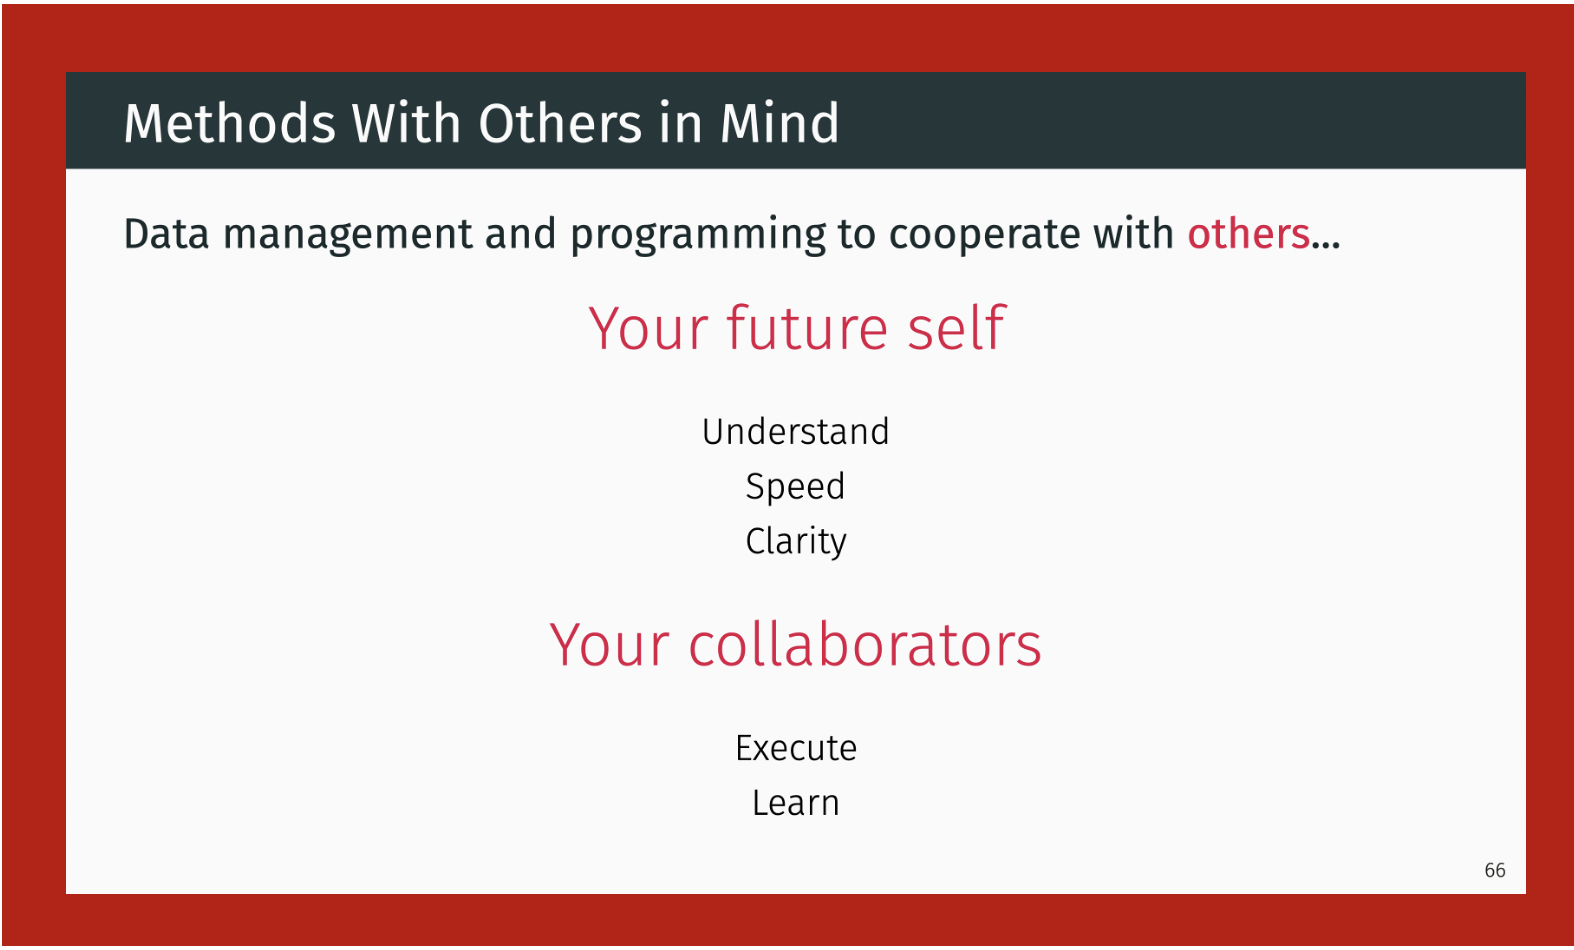 Methods With Others in Mind
Data management and programming to cooperate with others...
Your future self
Understand
Speed
Clarity
Your collaborators
Execute
Learn
66